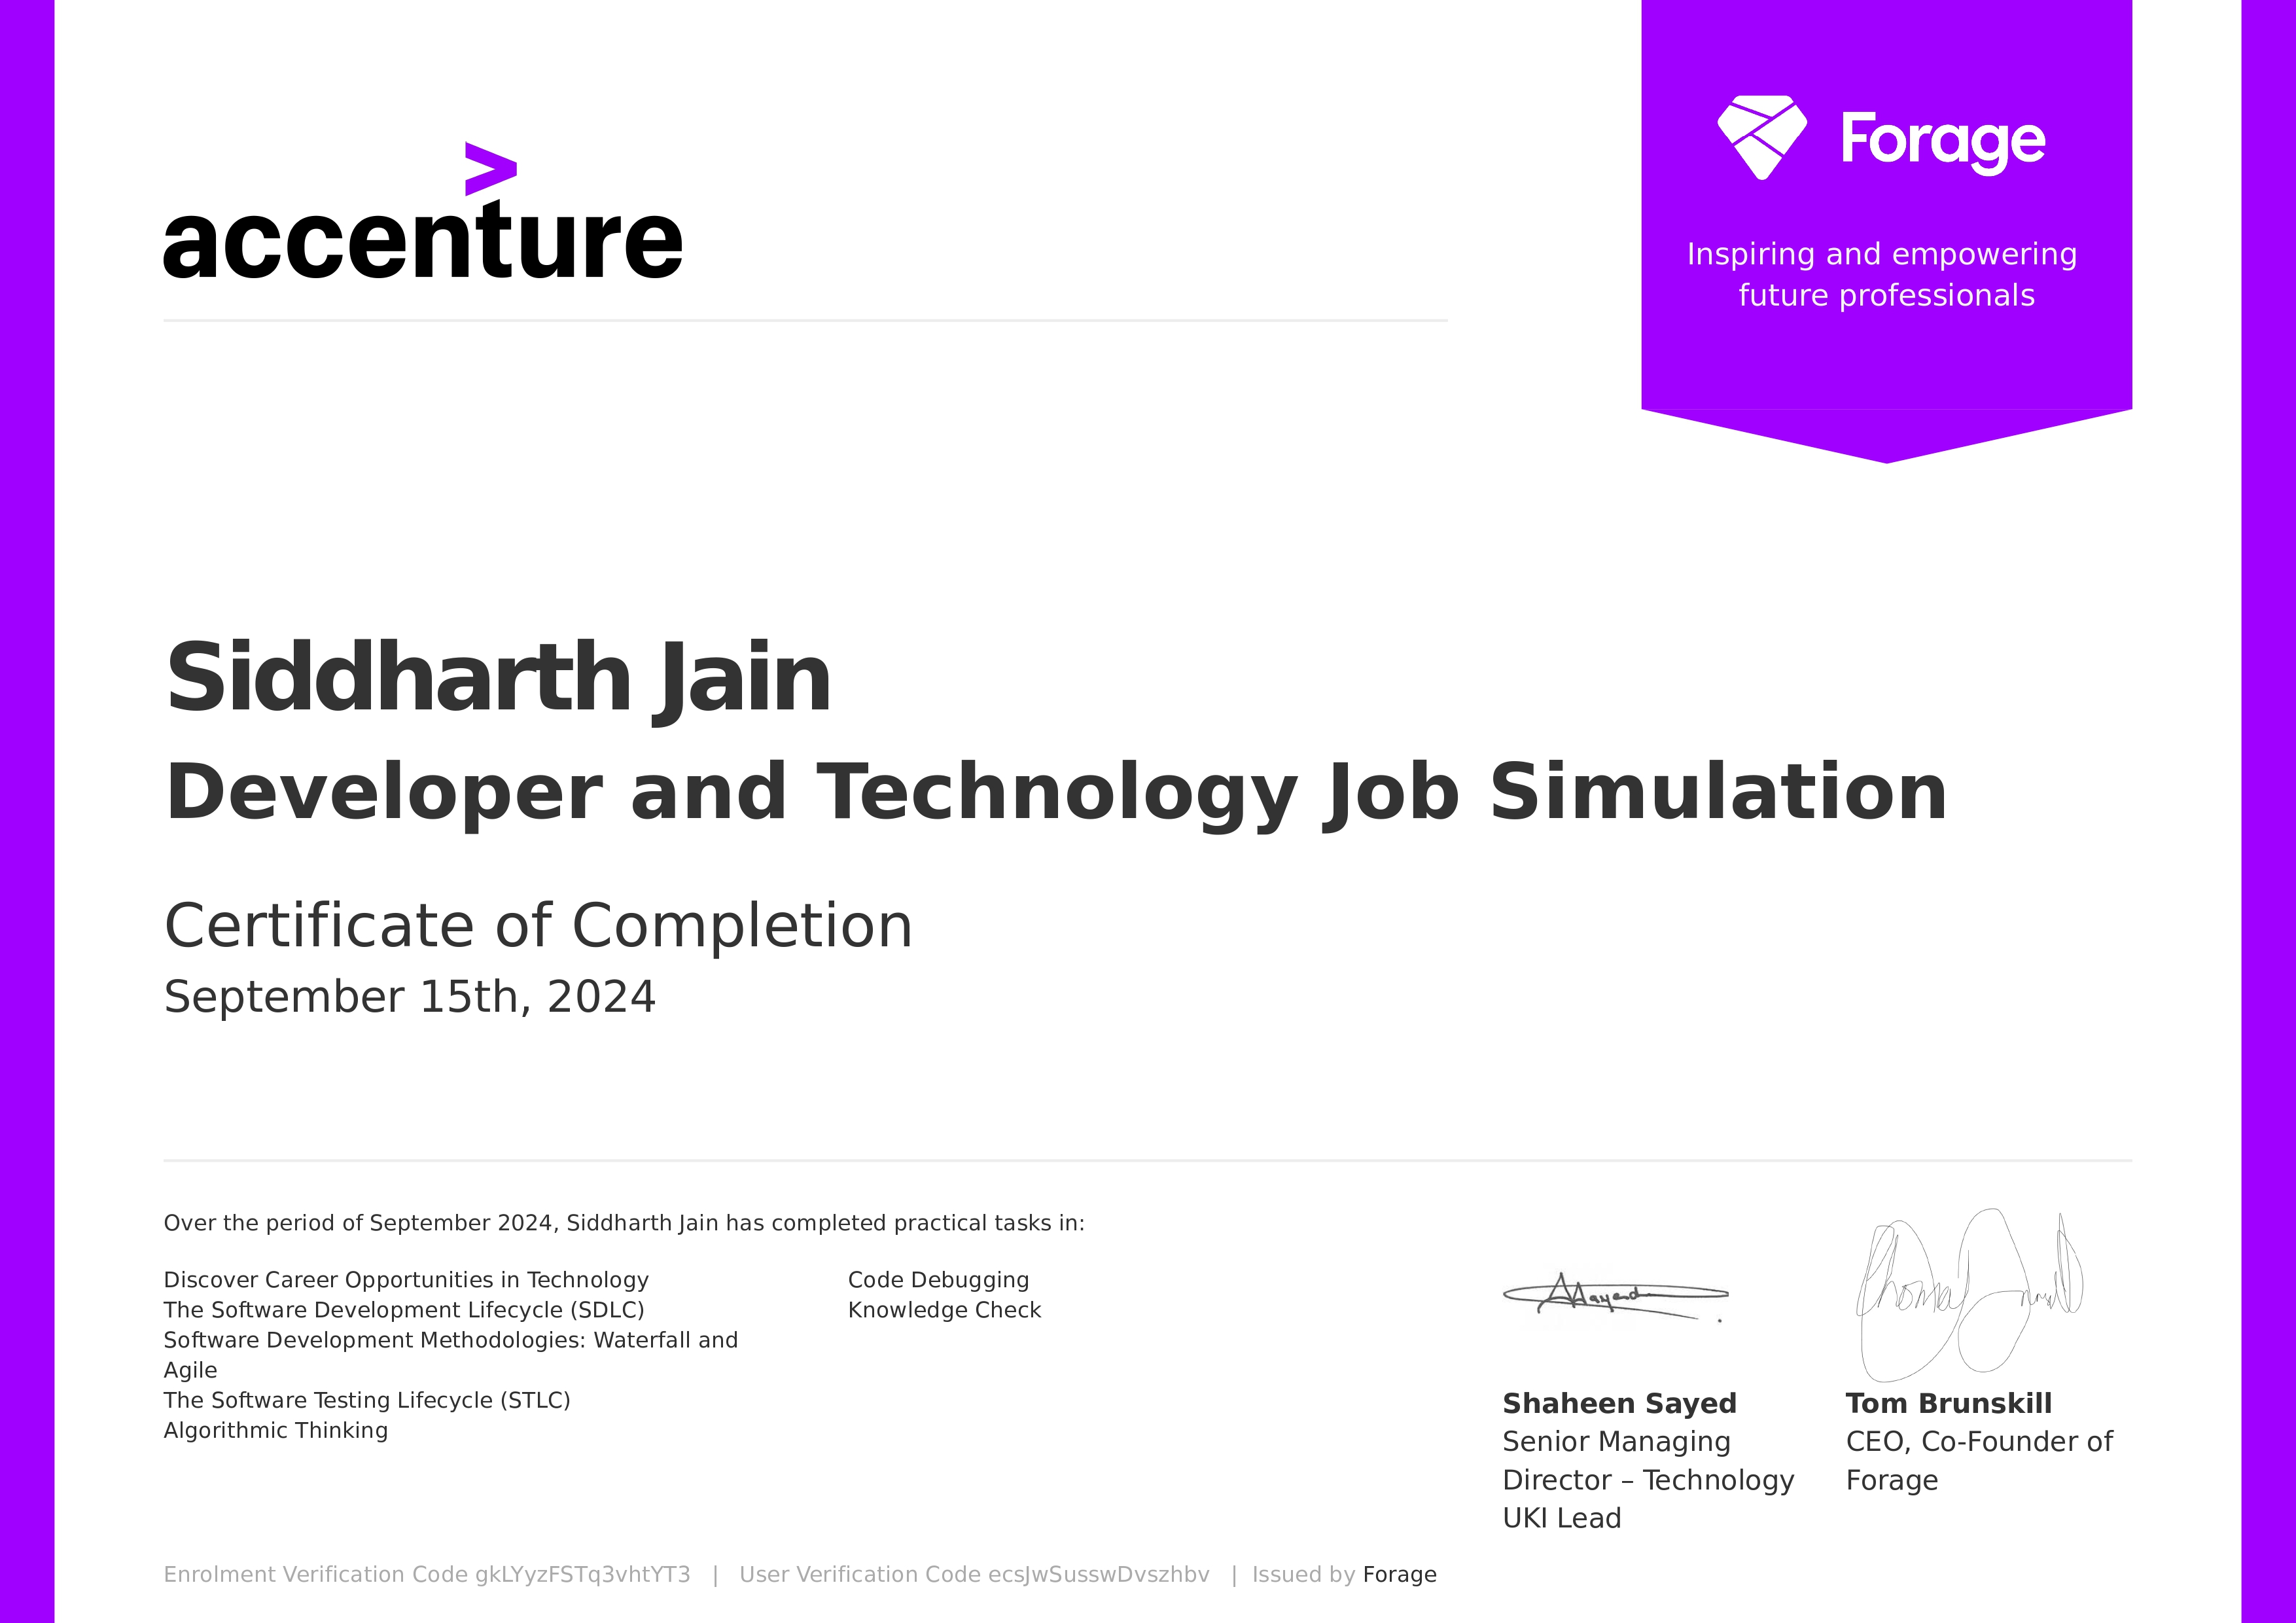 accenture
Forage
Inspiring and empowering
future professionals
Siddharth Jain
Developer and Technology Job Simulation
Certificate of Completion
September 15th, 2024
Over the period of September 2024, Siddharth Jain has completed practical tasks in:
Discover Career Opportunities in Technology
The Software Development Lifecycle (SDLC)
Software Development Methodologies: Waterfall and
Agile
The Software Testing Lifecycle (STLC)
Algorithmic Thinking
Code Debugging
Knowledge Check
Shaheen Sayed
Senior Managing
Director – Technology
UKI Lead
Tom Brunskill
CEO, Co-Founder of
Forage
Enrolment Verification Code gkLYyzFSTq3vhtYT3 | User Verification Code ecsJwSusswDvszhbv | Issued by Forage